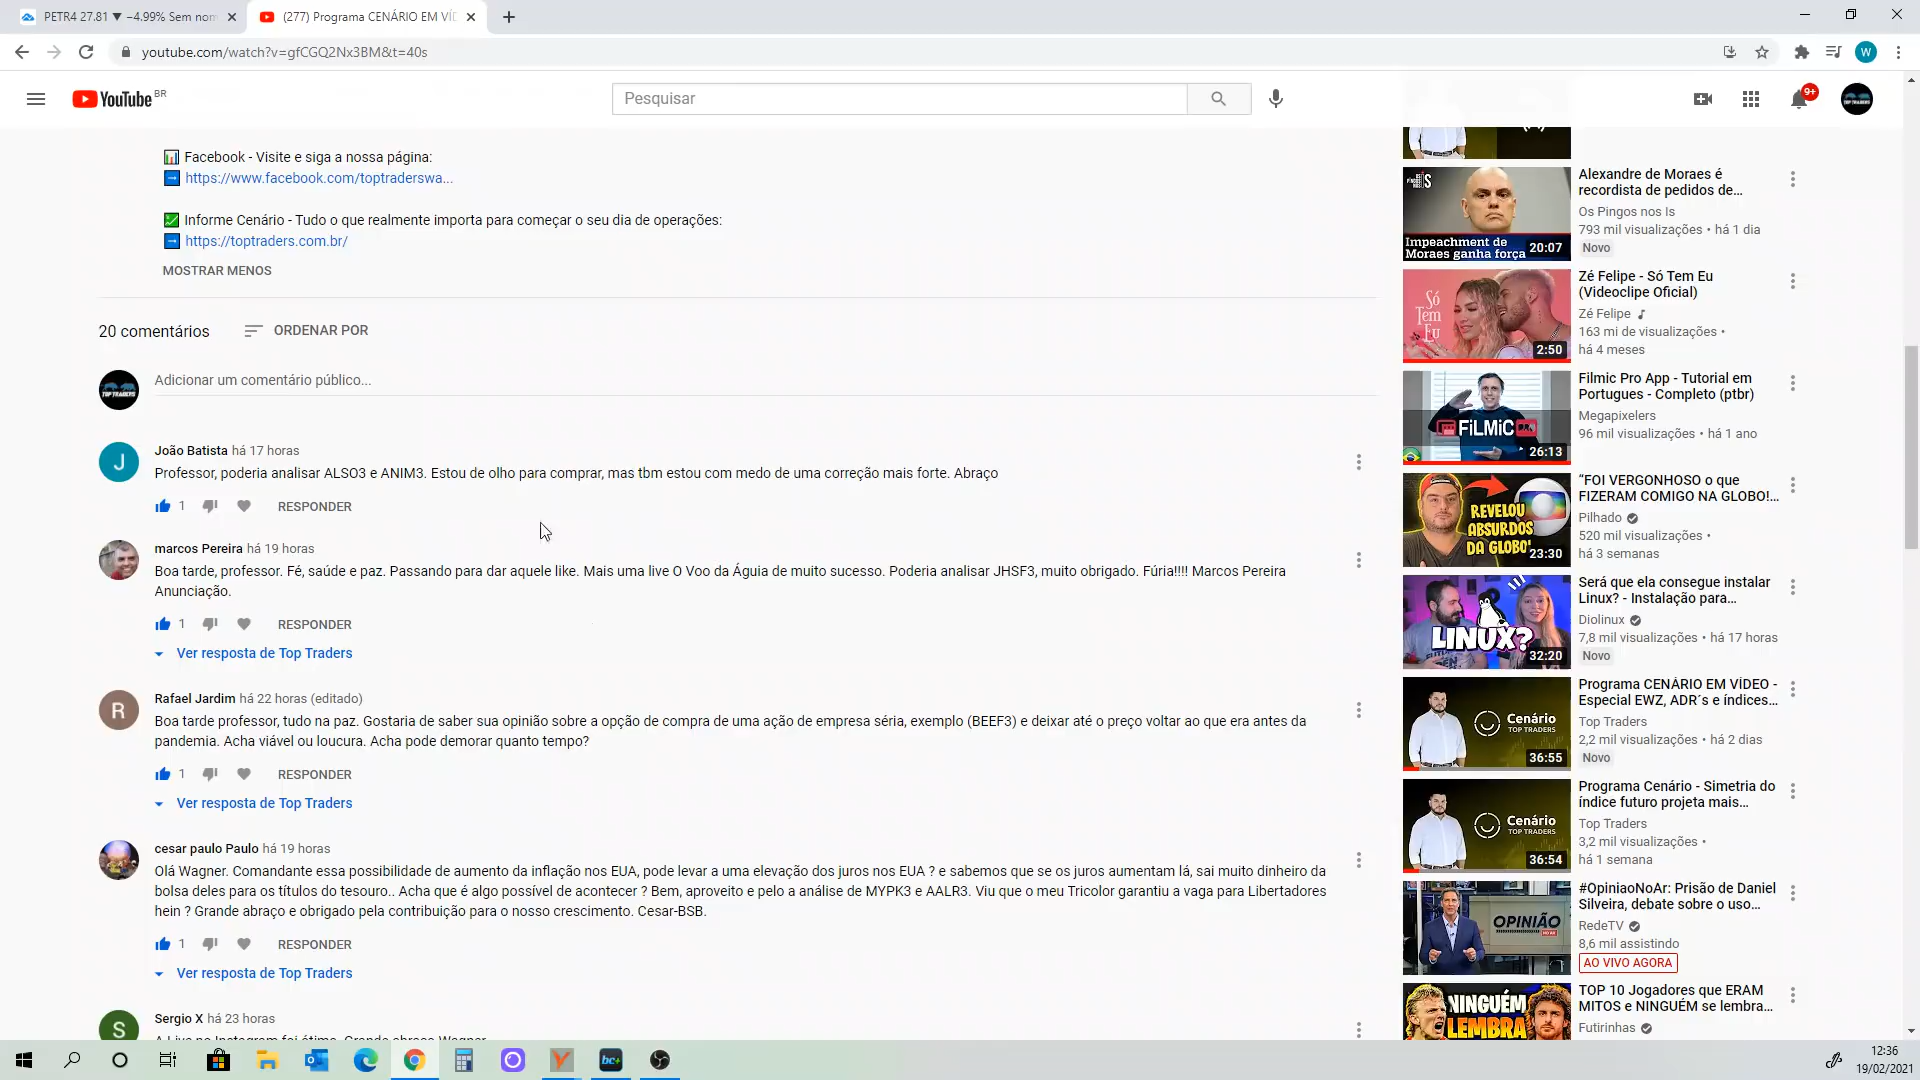 PETR4 27.81 ▼ −4.99% Sem nom
(277) Programa CENÁRIO EM VÍD
youtube.com/watch?v=gfCGQ2Nx3BM&t=40s
W
YouTube BR
Pesquisar
9+
📊 Facebook - Visite e siga a nossa página:
➡ https://www.facebook.com/toptraderswa...
💹 Informe Cenário - Tudo o que realmente importa para começar o seu dia de operações:
➡ https://toptraders.com.br/
MOSTRAR MENOS
20 comentários
ORDENAR POR
TOP TRADERS
Adicionar um comentário público...
J
João Batista há 17 horas
Professor, poderia analisar ALSO3 e ANIM3. Estou de olho para comprar, mas tbm estou com medo de uma correção mais forte. Abraço
1 RESPONDER
marcos Pereira há 19 horas
Boa tarde, professor. Fé, saúde e paz. Passando para dar aquele like. Mais uma live O Voo da Águia de muito sucesso. Poderia analisar JHSF3, muito obrigado. Fúria!!!! Marcos Pereira
Anunciação.
1 RESPONDER
Ver resposta de Top Traders
R
Rafael Jardim há 22 horas (editado)
Boa tarde professor, tudo na paz. Gostaria de saber sua opinião sobre a opção de compra de uma ação de empresa séria, exemplo (BEEF3) e deixar até o preço voltar ao que era antes da
pandemia. Acha viável ou loucura. Acha pode demorar quanto tempo?
1 RESPONDER
Ver resposta de Top Traders
cesar paulo Paulo há 19 horas
Olá Wagner. Comandante essa possibilidade de aumento da inflação nos EUA, pode levar a uma elevação dos juros nos EUA ? e sabemos que se os juros aumentam lá, sai muito dinheiro da
bolsa deles para os títulos do tesouro.. Acha que é algo possível de acontecer ? Bem, aproveito e pelo a análise de MYPK3 e AALR3. Viu que o meu Tricolor garantiu a vaga para Libertadores
hein ? Grande abraço e obrigado pela contribuição para o nosso crescimento. Cesar-BSB.
1 RESPONDER
Ver resposta de Top Traders
S
Sergio X há 23 horas
A Live no Instagram foi ótima. Grande abraço Wagner
Impeachment de
Moraes ganha força
20:07
Alexandre de Moraes é
recordista de pedidos de...
Os Pingos nos Is
793 mil visualizações • há 1 dia
Novo
Só
Tem
Eu
2:50
Zé Felipe - Só Tem Eu
(Videoclipe Oficial)
Zé Felipe
163 mi de visualizações •
há 4 meses
FiLMiC
26:13
Filmic Pro App - Tutorial em
Portugues - Completo (ptbr)
Megapixelers
96 mil visualizações • há 1 ano
REVELOU
ABSURDOS
DA GLOBO!
23:30
“FOI VERGONHOSO o que
FIZERAM COMIGO NA GLOBO!...
Pilhado
520 mil visualizações •
há 3 semanas
LINUX?
32:20
Será que ela consegue instalar
Linux? - Instalação para...
Diolinux
7,8 mil visualizações • há 17 horas
Novo
Cenário
TOP TRADERS
36:55
Programa CENÁRIO EM VÍDEO -
Especial EWZ, ADR´s e índices...
Top Traders
2,2 mil visualizações • há 2 dias
Novo
Cenário
TOP TRADERS
36:54
Programa Cenário - Simetria do
índice futuro projeta mais...
Top Traders
3,2 mil visualizações •
há 1 semana
OPINIÃO
#OpiniaoNoAr: Prisão de Daniel
Silveira, debate sobre o uso...
RedeTV
8,6 mil assistindo
AO VIVO AGORA
NINGUÉM
LEMBRA
TOP 10 Jogadores que ERAM
MITOS e NINGUÉM se lembra...
Futirinhas
bc+
12:36
19/02/2021